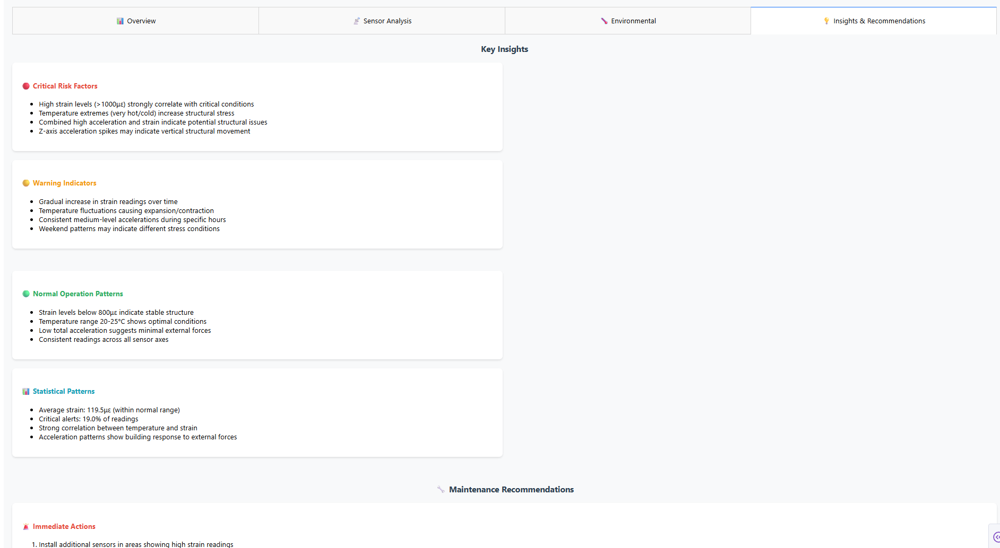 Overview
Sensor Analysis
Environmental
Insights & Recommendations
Key Insights
Critical Risk Factors
High strain levels (>1000με) strongly correlate with critical conditions
Temperature extremes (very hot/cold) increase structural stress
Combined high acceleration and strain indicate potential structural issues
Z-axis acceleration spikes may indicate vertical structural movement
Warning Indicators
Gradual increase in strain readings over time
Temperature fluctuations causing expansion/contraction
Consistent medium-level accelerations during specific hours
Weekend patterns may indicate different stress conditions
Normal Operation Patterns
Strain levels below 800με indicate stable structure
Temperature range 20-25°C shows optimal conditions
Low total acceleration suggests minimal external forces
Consistent readings across all sensor axes
Statistical Patterns
Average strain: 119.5με (within normal range)
Critical alerts: 19.0% of readings
Strong correlation between temperature and strain
Acceleration patterns show building response to external forces
Maintenance Recommendations
Immediate Actions
1. Install additional sensors in areas showing high strain readings